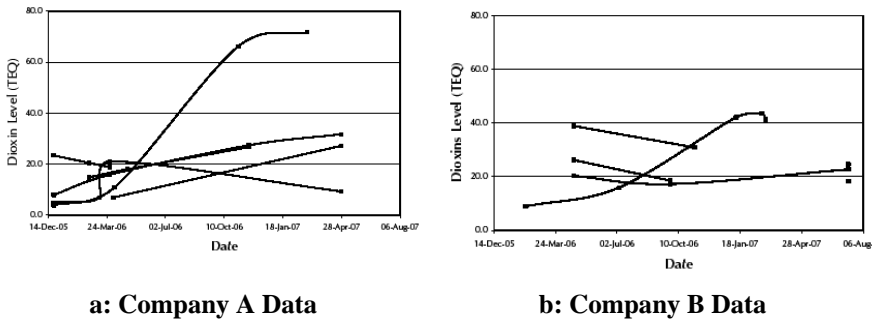 80.0
60.0
40.0
20.0
0.0
Dioxin Level (TEQ)
14-Dec-05 24-Mar-06 02-Jul-06 10-Oct-06 18-Jan-07 28-Apr-07 06-Aug-07
Date
a: Company A Data
80.0
60.0
40.0
20.0
0.0
Dioxins Level (TEQ)
14-Dec-05 24-Mar-06 02-Jul-06 10-Oct-06 18-Jan-07 28-Apr-07 06-Aug-07
Date
b: Company B Data